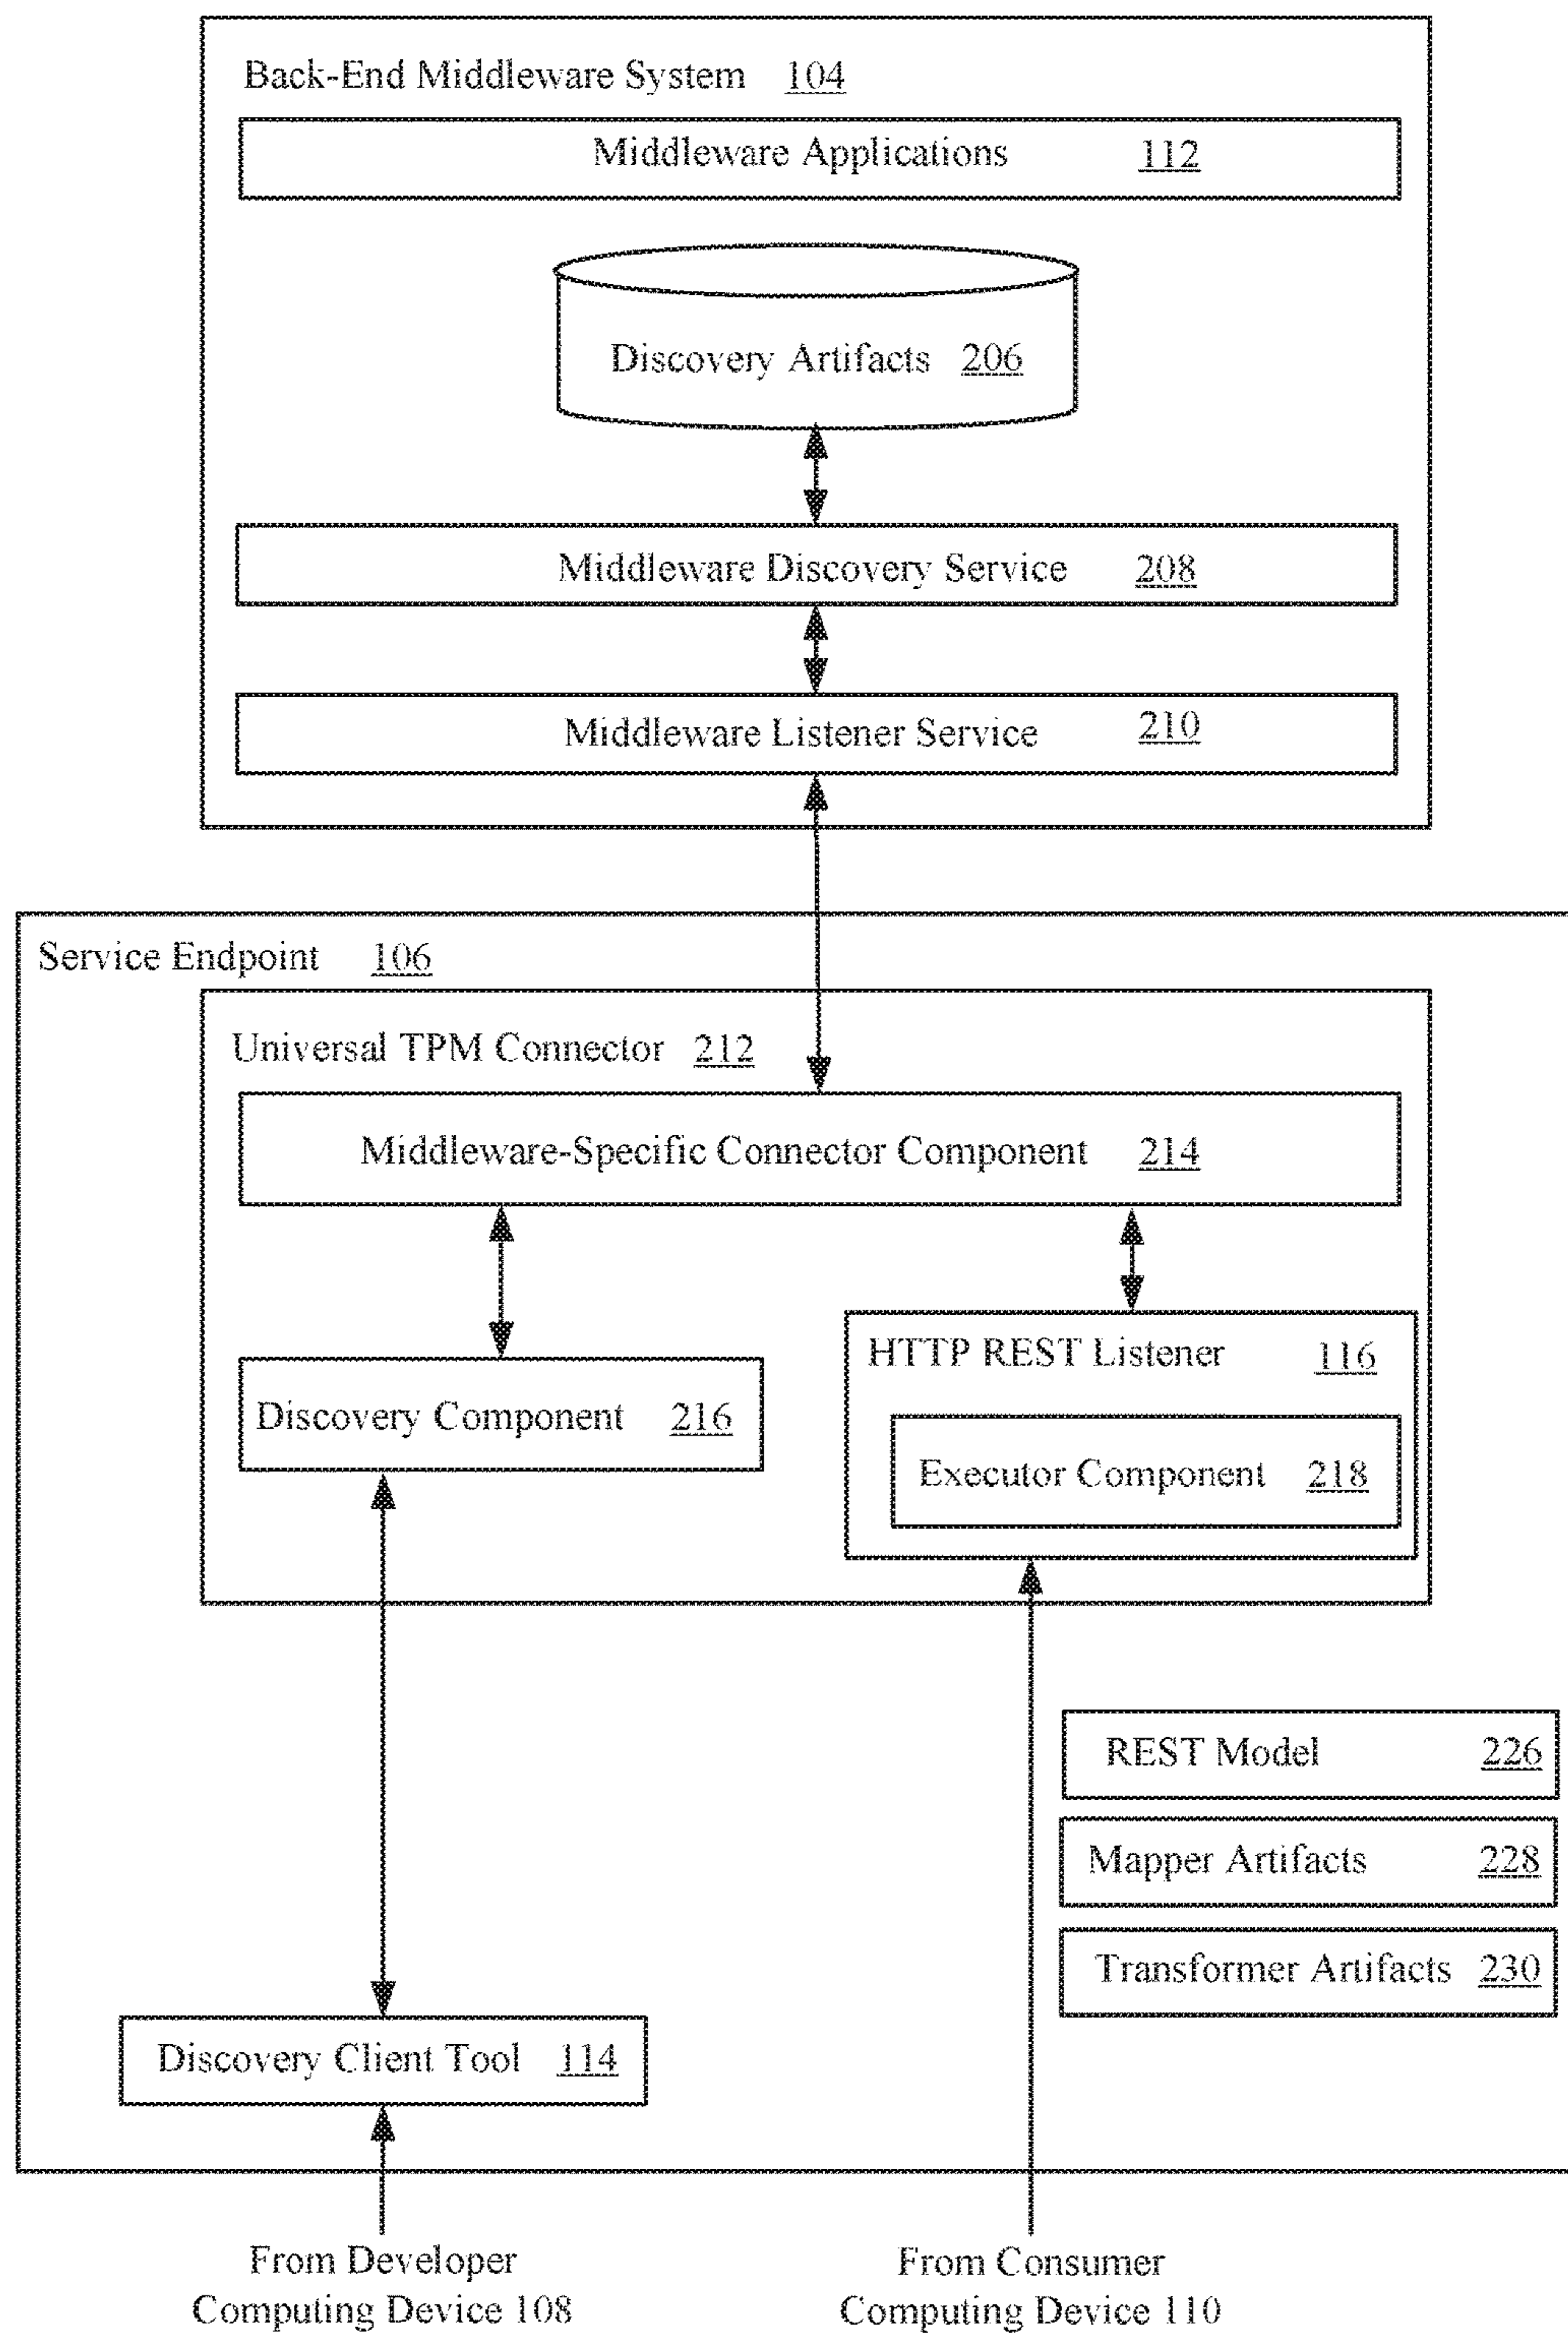 Back-End Middleware System 104
Middleware Applications 112
Discovery Artifacts 206
Middleware Discovery Service 208
Middleware Listener Service 210
Service Endpoint 106
Universal TPM Connector 212
Middleware-Specific Connector Component 214
HTTP REST Listener 116
Discovery Component 216
Executor Component 218
REST Model 226
Mapper Artifacts 228
Transformer Artifacts 230
Discovery Client Tool 114
From Developer
Computing Device 108
From Consumer
Computing Device 110